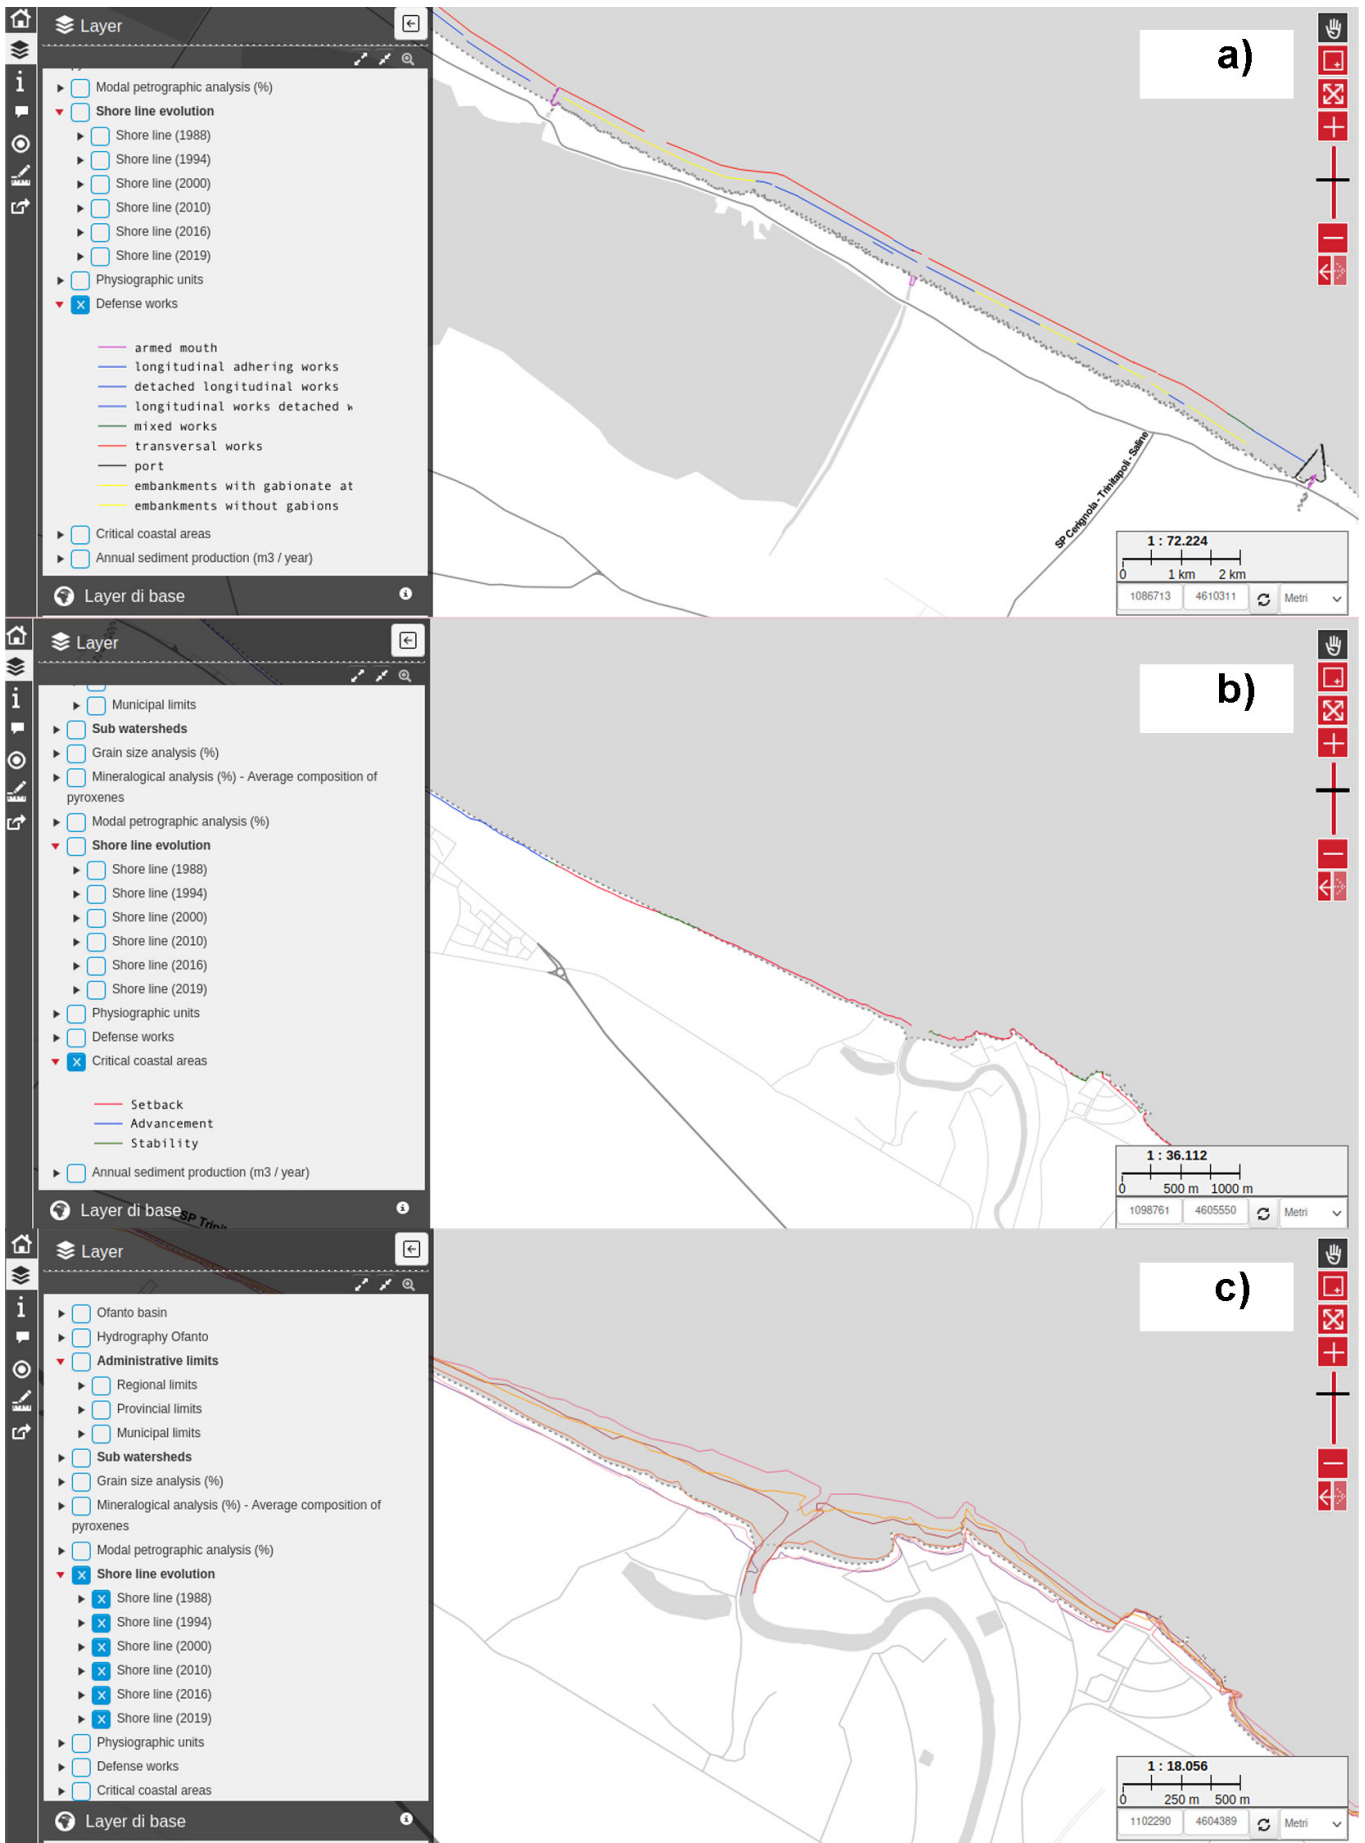 Layer
a)
Modal petrographic analysis (%)
Shore line evolution
Shore line (1988)
Shore line (1994)
Shore line (2000)
Shore line (2010)
Shore line (2016)
Shore line (2019)
Physiographic units
Defense works
armed mouth
longitudinal adhering works
detached longitudinal works
longitudinal works detached
mixed works
transversal works
port
embankments with gabionate at
embankments without gabions
Critical coastal areas
Annual sediment production (m3 / year)
Layer di base
SP Cerignola - Trinitapoli - Saline
1 : 72.224
0 1 km 2 km
1086713 4610311 Metri
Layer
b)
Municipal limits
Sub watersheds
Grain size analysis (%)
Mineralogical analysis (%) - Average composition of
pyroxenes
Modal petrographic analysis (%)
Shore line evolution
Shore line (1988)
Shore line (1994)
Shore line (2000)
Shore line (2010)
Shore line (2016)
Shore line (2019)
Physiographic units
Defense works
Critical coastal areas
Setback
Advancement
Stability
Annual sediment production (m3 / year)
Layer di base
1 : 36.112
0 500 m 1000 m
1098761 4605550 Metri
Layer
c)
Ofanto basin
Hydrography Ofanto
Administrative limits
Regional limits
Provincial limits
Municipal limits
Sub watersheds
Grain size analysis (%)
Mineralogical analysis (%) - Average composition of
pyroxenes
Modal petrographic analysis (%)
Shore line evolution
Shore line (1988)
Shore line (1994)
Shore line (2000)
Shore line (2010)
Shore line (2016)
Shore line (2019)
Physiographic units
Defense works
Critical coastal areas
Layer di base
1 : 18.056
0 250 m 500 m
1102290 4604389 Metri